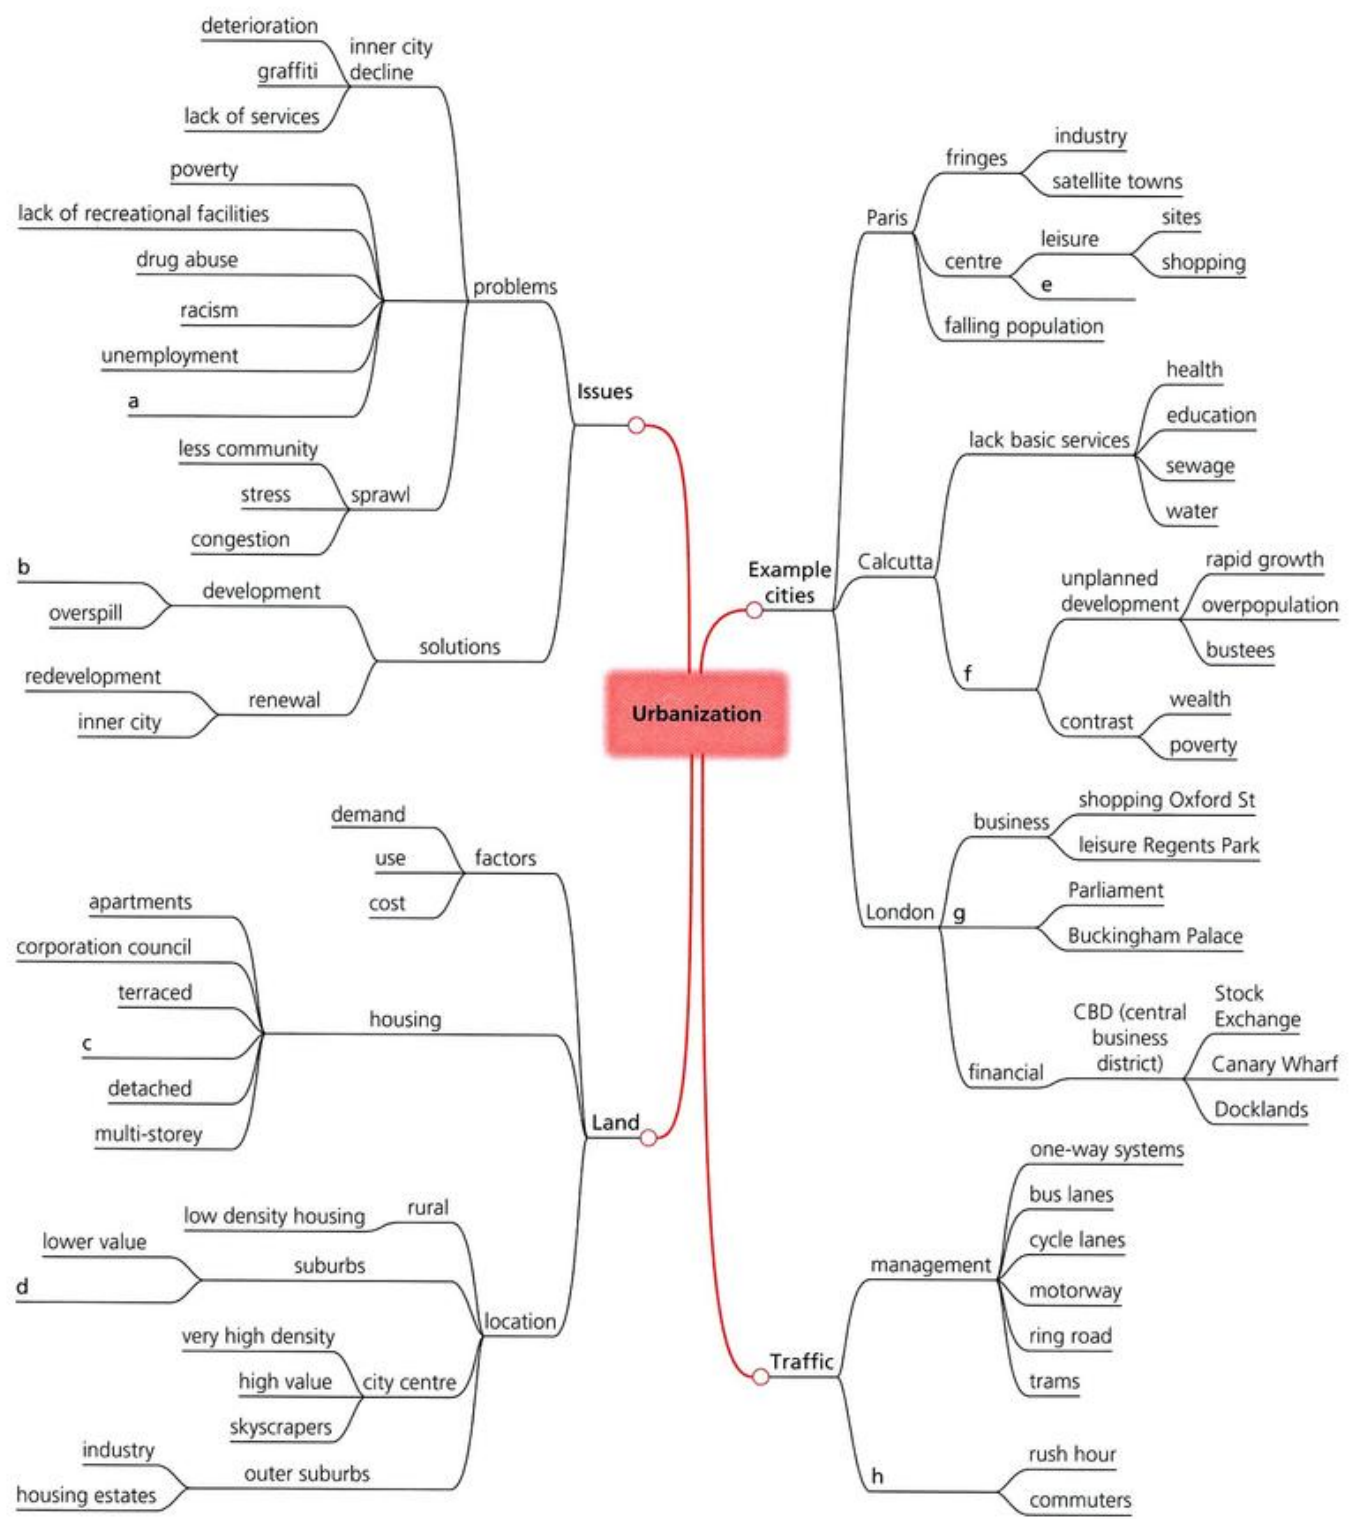 deterioration
inner city
decline
graffiti
lack of services
poverty
lack of recreational facilities
drug abuse
racism
unemployment
a
problems
less community
stress
sprawl
congestion
Issues
b
development
overspill
solutions
redevelopment
renewal
inner city
Urbanization
demand
use
factors
cost
apartments
corporation council
terraced
housing
c
detached
multi-storey
Land
low density housing
rural
lower value
suburbs
d
location
very high density
high value
city centre
skyscrapers
industry
outer suburbs
housing estates
Example
cities
Paris
fringes
industry
satellite towns
centre
leisure
sites
shopping
e
falling population
Calcutta
lack basic services
health
education
sewage
water
f
unplanned
development
rapid growth
overpopulation
bustees
contrast
wealth
poverty
London
business
shopping Oxford St
leisure Regents Park
g
Parliament
Buckingham Palace
financial
CBD (central
business
district)
Stock
Exchange
Canary Wharf
Docklands
Traffic
management
one-way systems
bus lanes
cycle lanes
motorway
ring road
trams
h
rush hour
commuters